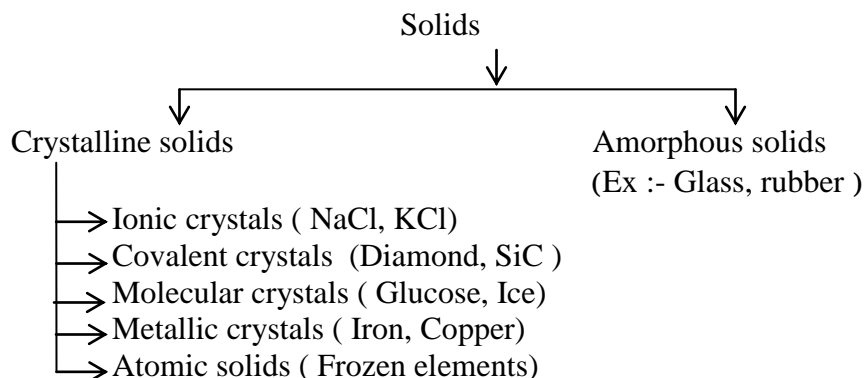 Solids
Crystalline solids
Amorphous solids
(Ex :- Glass, rubber )
Ionic crystals ( NaCl, KCl)
Covalent crystals (Diamond, SiC )
Molecular crystals ( Glucose, Ice)
Metallic crystals ( Iron, Copper)
Atomic solids ( Frozen elements)